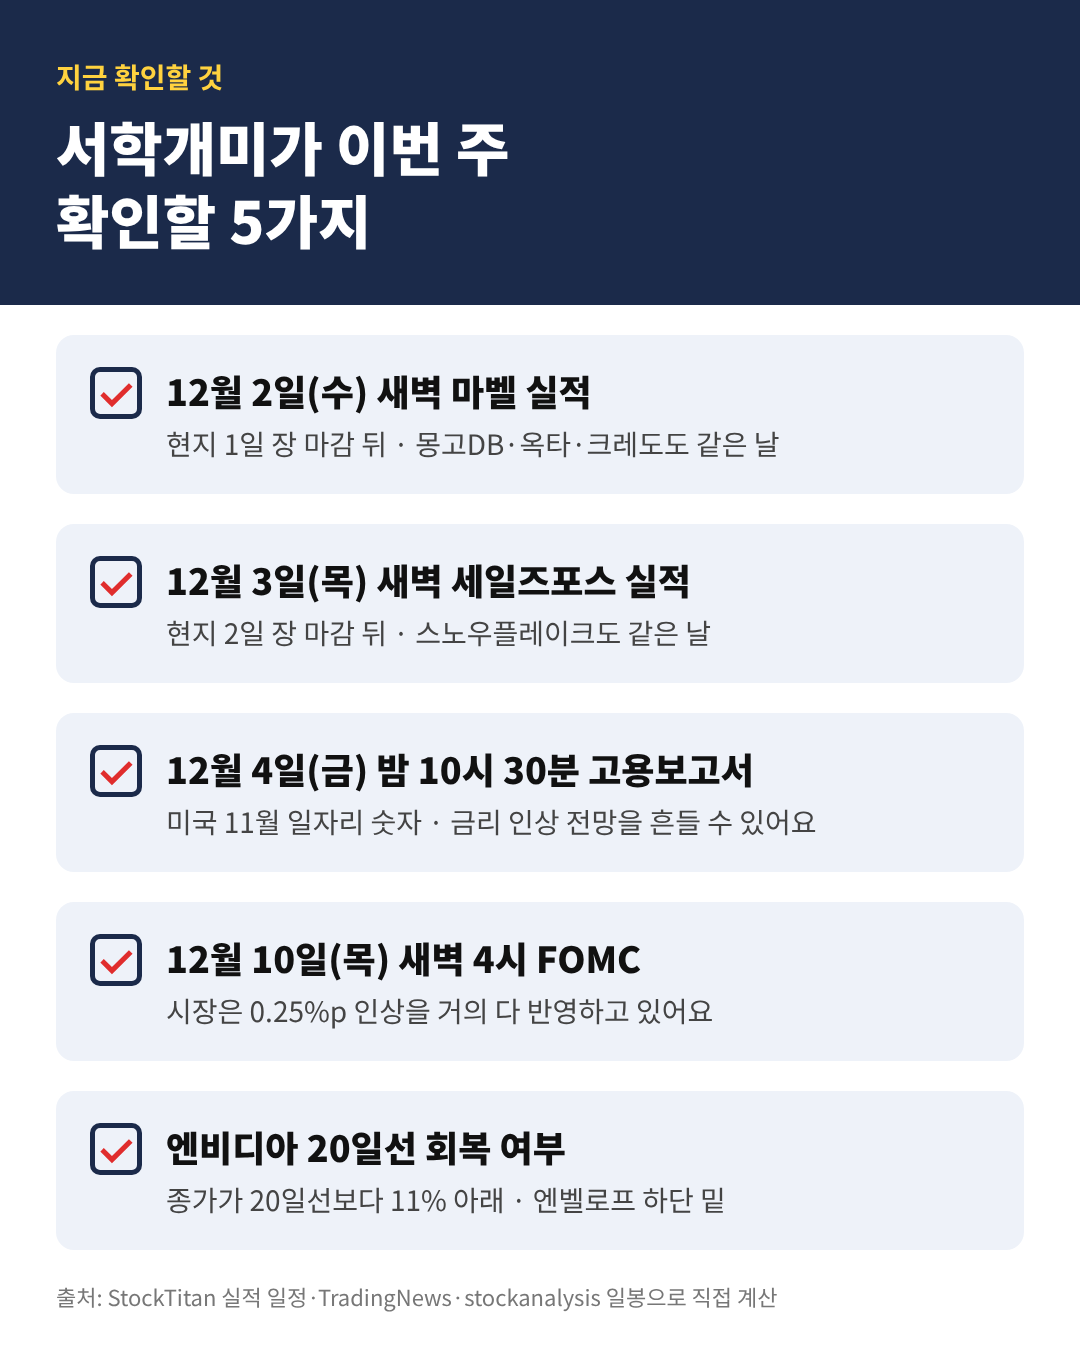 지금 확인할 것
서학개미가 이번 주
확인할 5가지
12월 2일(수) 새벽 마벨 실적
현지 1일 장 마감 뒤 · 몽고DB·옥타·크레도도 같은 날
12월 3일(목) 새벽 세일즈포스 실적
현지 2일 장 마감 뒤 · 스노우플레이크도 같은 날
12월 4일(금) 밤 10시 30분 고용보고서
미국 11월 일자리 숫자 · 금리 인상 전망을 흔들 수 있어요
12월 10일(목) 새벽 4시 FOMC
시장은 0.25%p 인상을 거의 다 반영하고 있어요
엔비디아 20일선 회복 여부
종가가 20일선보다 11% 아래 · 엔벨로프 하단 밑
출처: StockTitan 실적 일정·TradingNews·stockanalysis 일봉으로 직접 계산